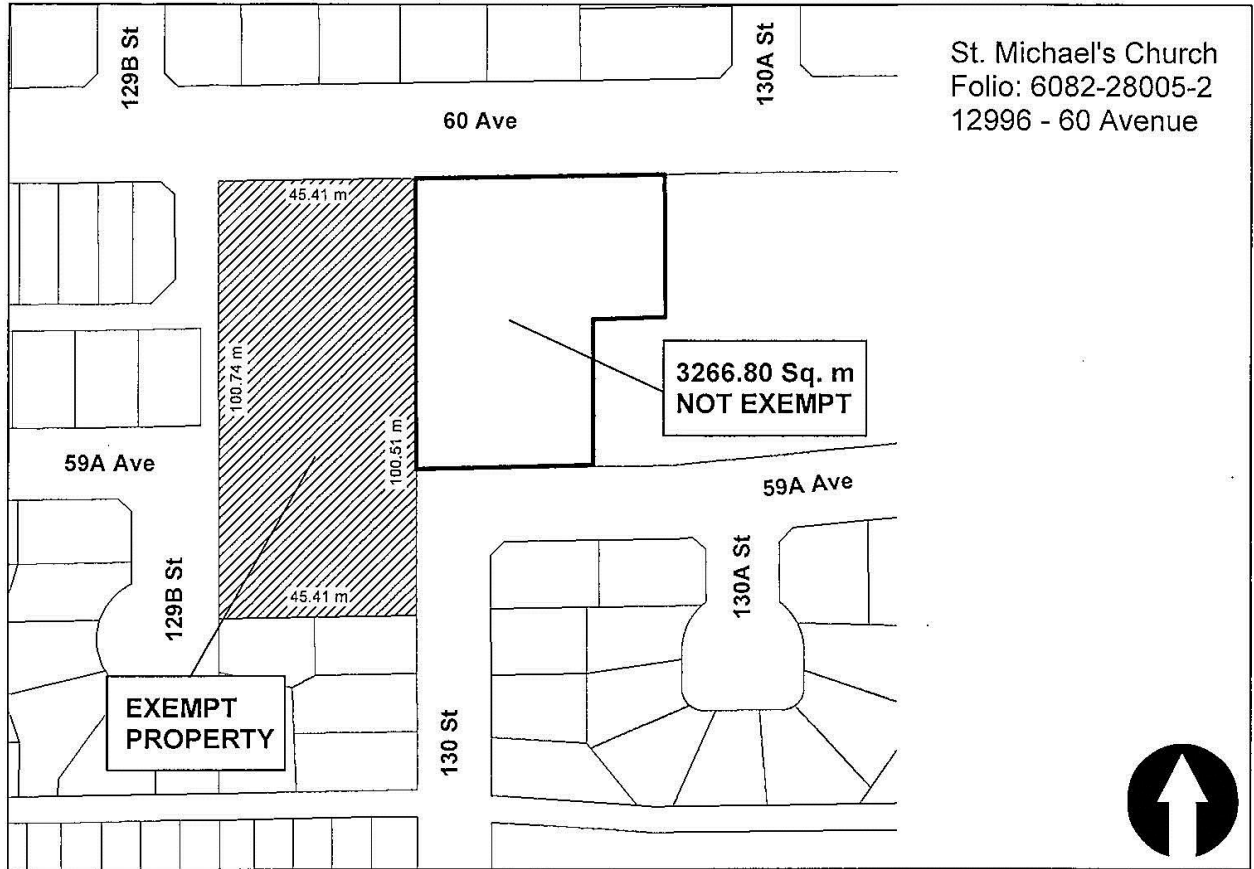 129B St
130A St
St. Michael's Church
Folio: 6082-28005-2
12996 - 60 Avenue
60 Ave
45.41 m
100.74 m
3266.80 Sq. m
NOT EXEMPT
100.51 m
59A Ave
59A Ave
129B St
130A St
45.41 m
EXEMPT
PROPERTY
130 St